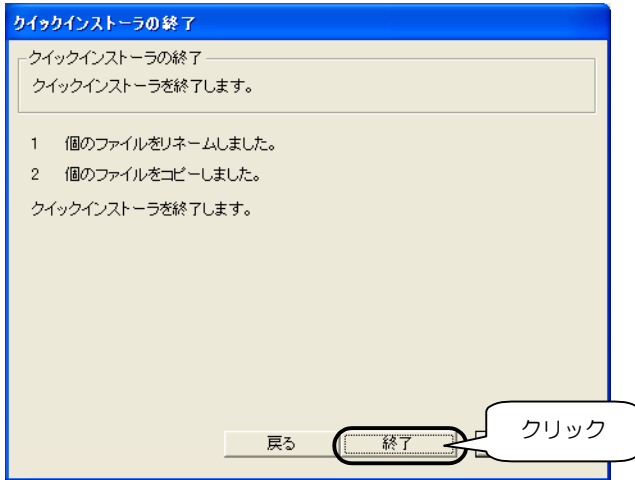 クイックインストーラの終了
クイックインストーラの終了
クイックインストーラを終了します。
1 個のファイルをリネームしました。
2 個のファイルをコピーしました。
クイックインストーラを終了します。
戻る
終了
クリック